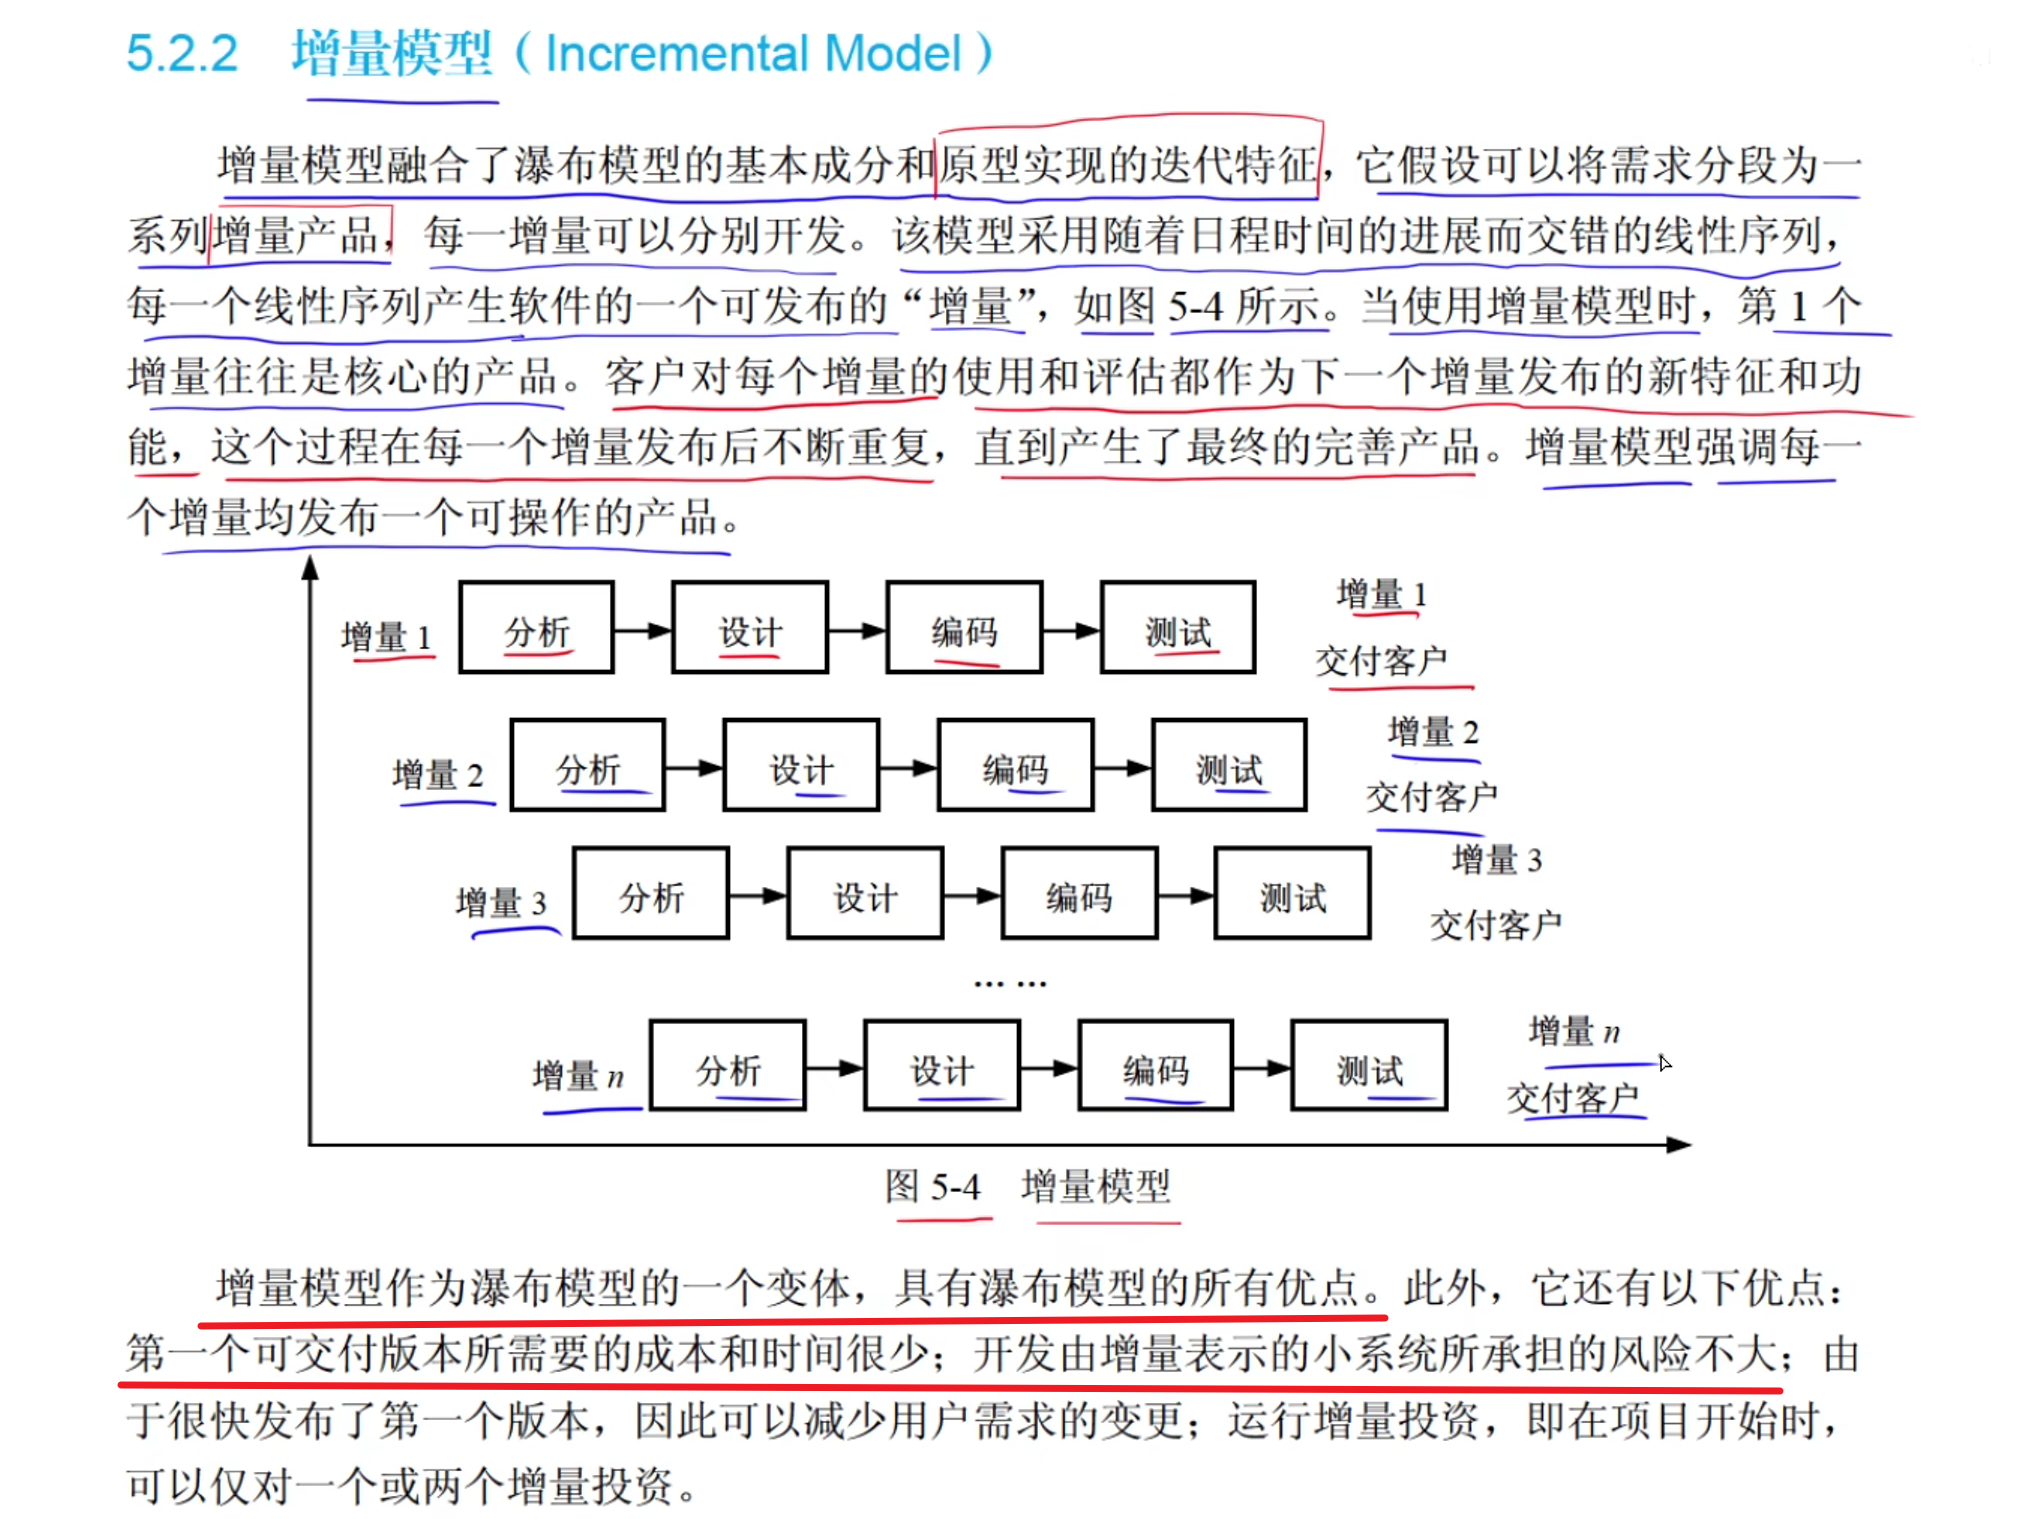 5.2.2 增量模型（Incremental Model）
增量模型融合了瀑布模型的基本成分和原型实现的迭代特征，它假设可以将需求分段为一
系列增量产品，每一增量可以分别开发。该模型采用随着日程时间的进展而交错的线性序列，
每一个线性序列产生软件的一个可发布的“增量”，如图 5-4 所示。当使用增量模型时，第 1 个
增量往往是核心的产品。客户对每个增量的使用和评估都作为下一个增量发布的新特征和功
能，这个过程在每一个增量发布后不断重复，直到产生了最终的完善产品。增量模型强调每一
个增量均发布一个可操作的产品。
增量 1 分析 设计 编码 测试 增量 1
交付客户
增量 2 分析 设计 编码 测试 增量 2
交付客户
增量 3 分析 设计 编码 测试 增量 3
交付客户
… …
增量 n 分析 设计 编码 测试 增量 n
交付客户
图 5-4 增量模型
增量模型作为瀑布模型的一个变体，具有瀑布模型的所有优点。此外，它还有以下优点：
第一个可交付版本所需要的成本和时间很少；开发由增量表示的小系统所承担的风险不大；由
于很快发布了第一个版本，因此可以减少用户需求的变更；运行增量投资，即在项目开始时，
可以仅对一个或两个增量投资。